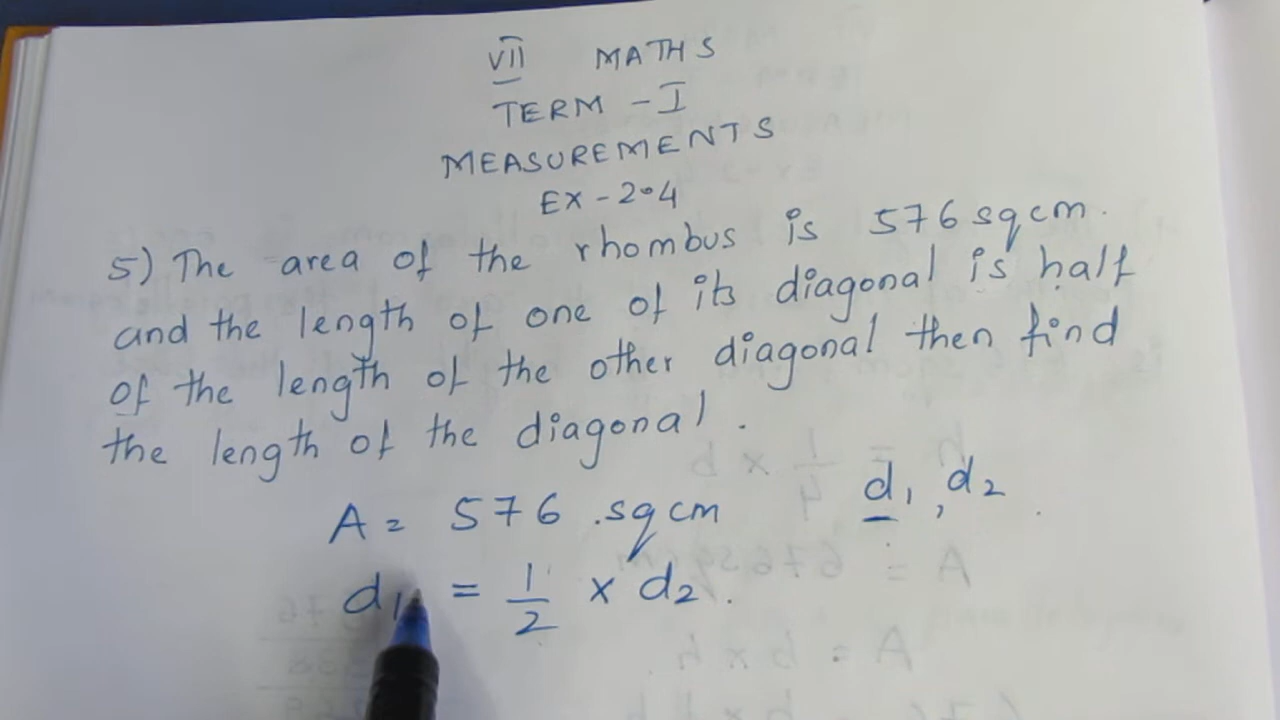 VII MATHS
TERM - I
MEASUREMENTS
EX - 2.4
5) The area of the rhombus is 576 sq cm.
and the length of one of its diagonal is half
of the length of the other diagonal then find
the length of the diagonal.
A = 576 .sq cm d1, d2
d1 = 1/2 × d2.